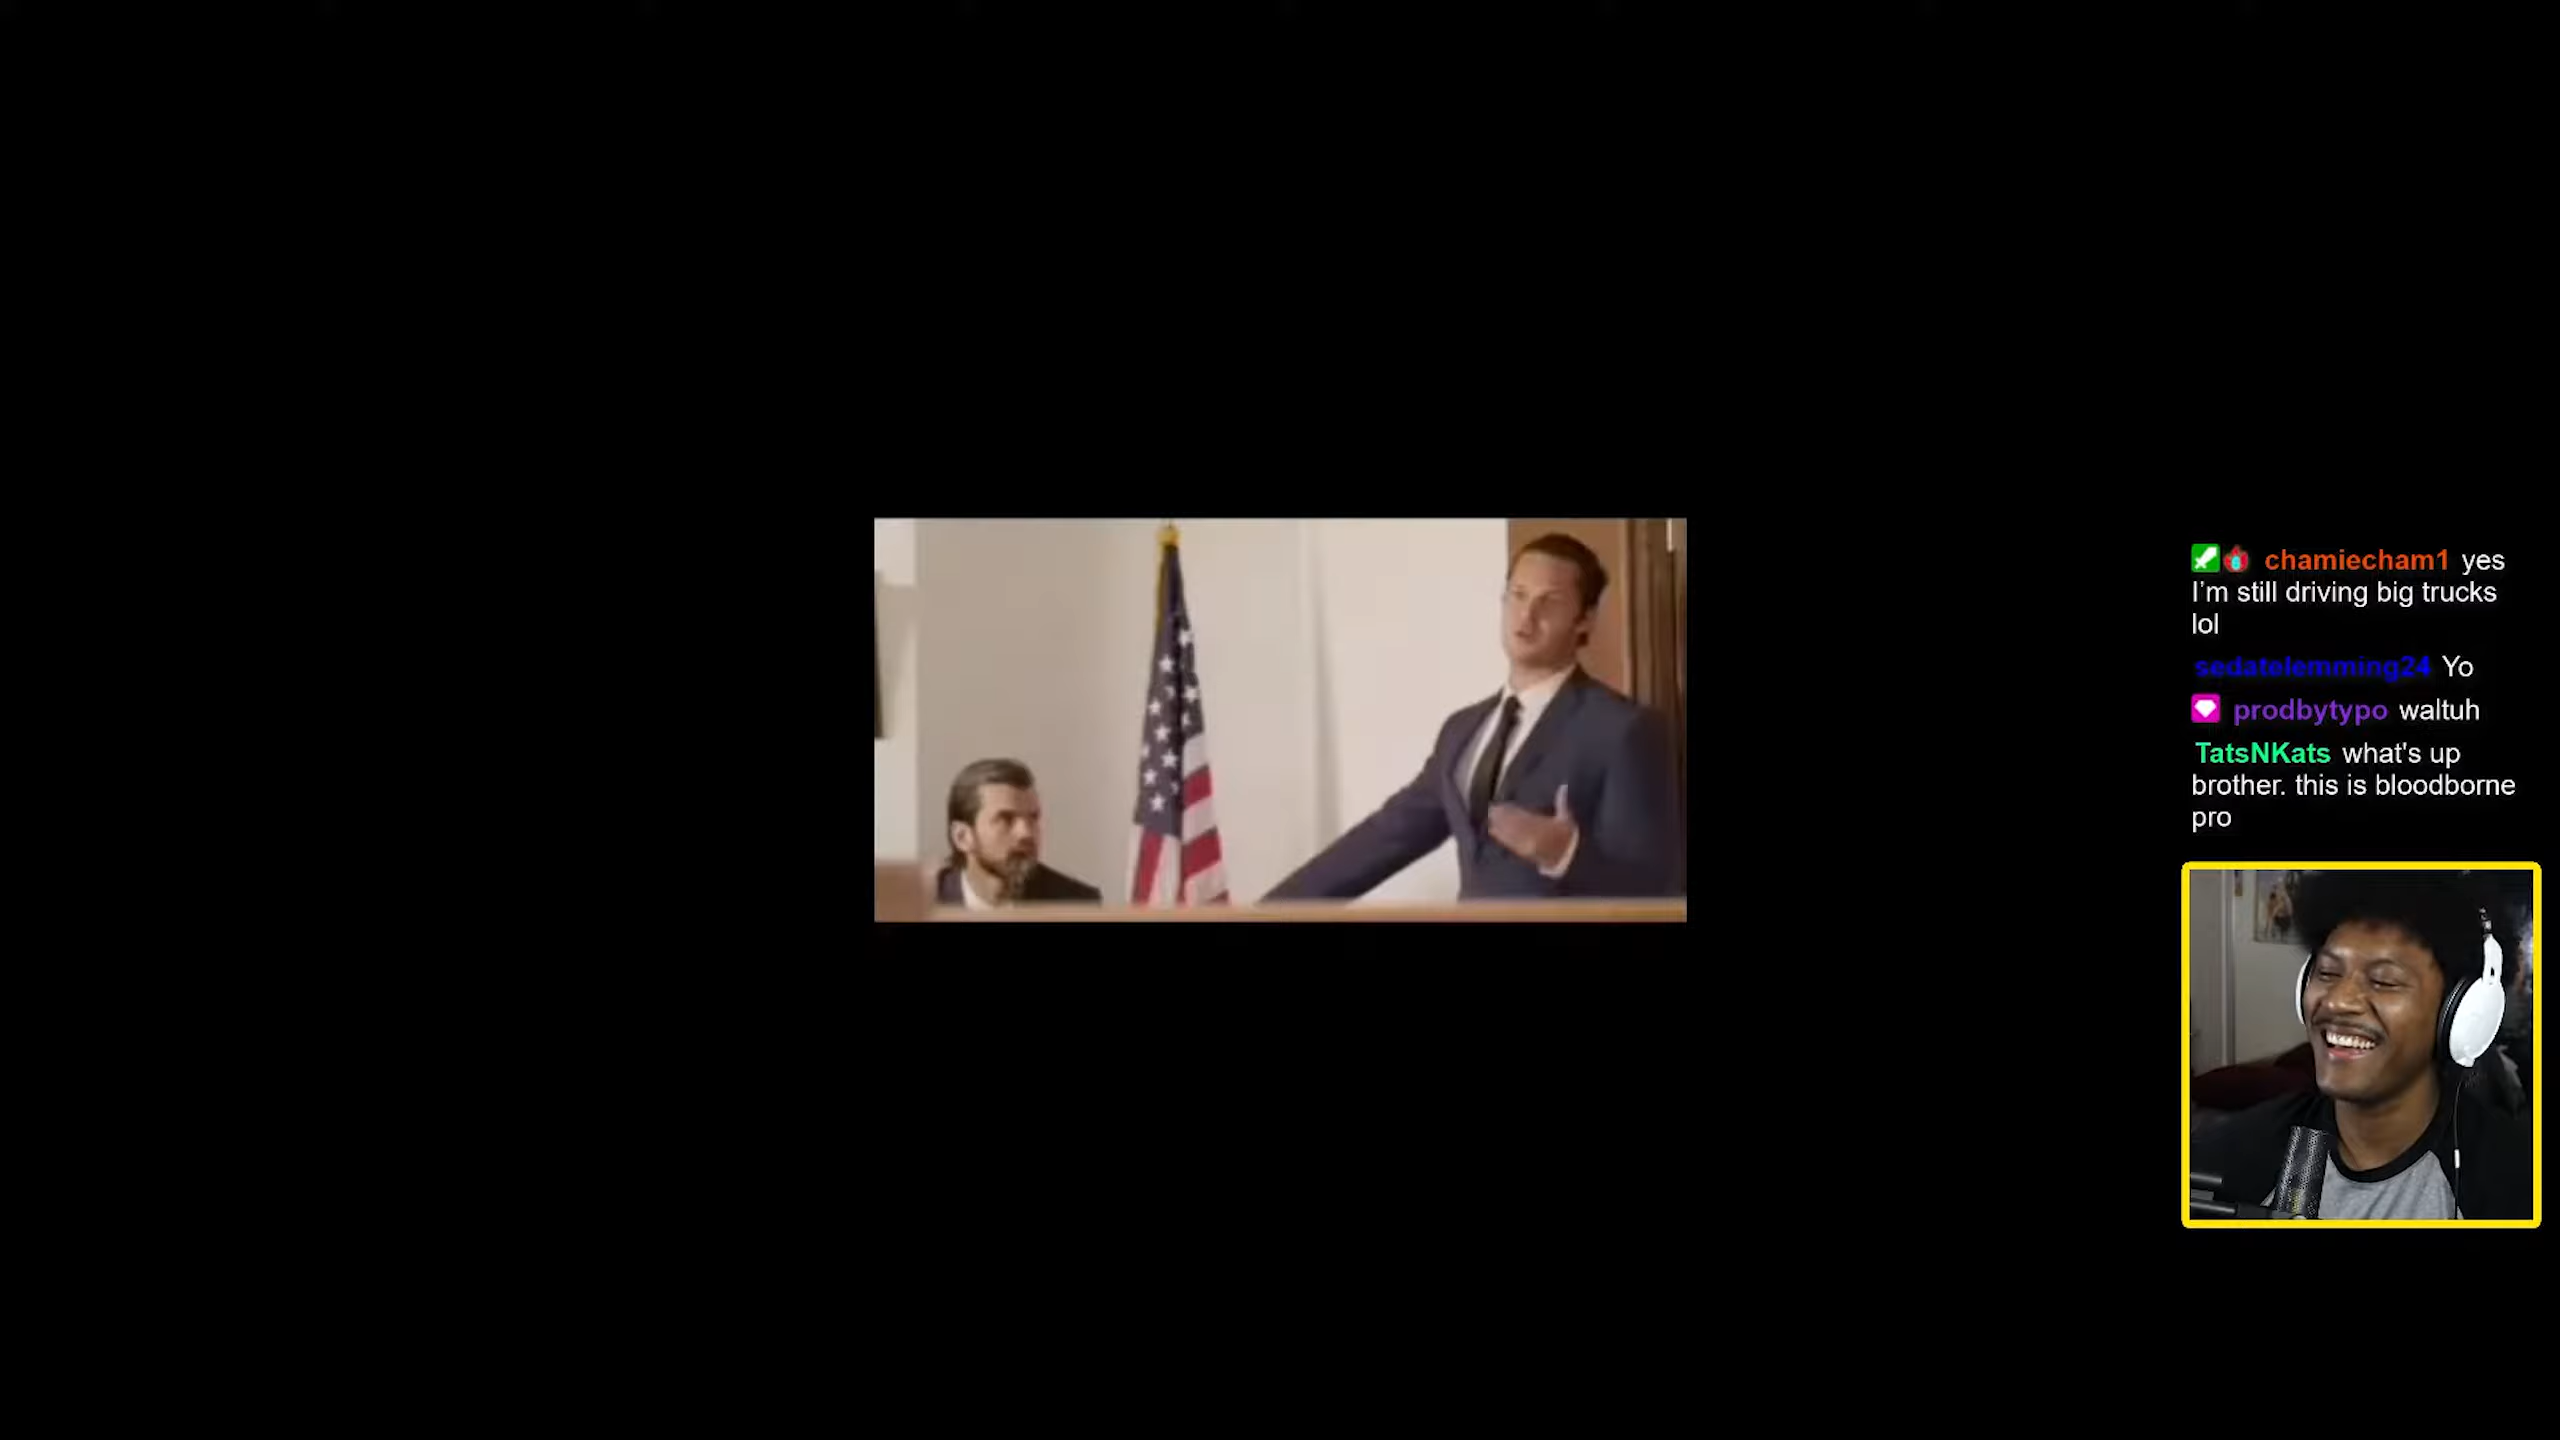 chamiecham1 yes
I'm still driving big trucks
lol
sedatelemming24 Yo
prodbytypo waltuh
TatsNKats what's up
brother. this is bloodborne
pro